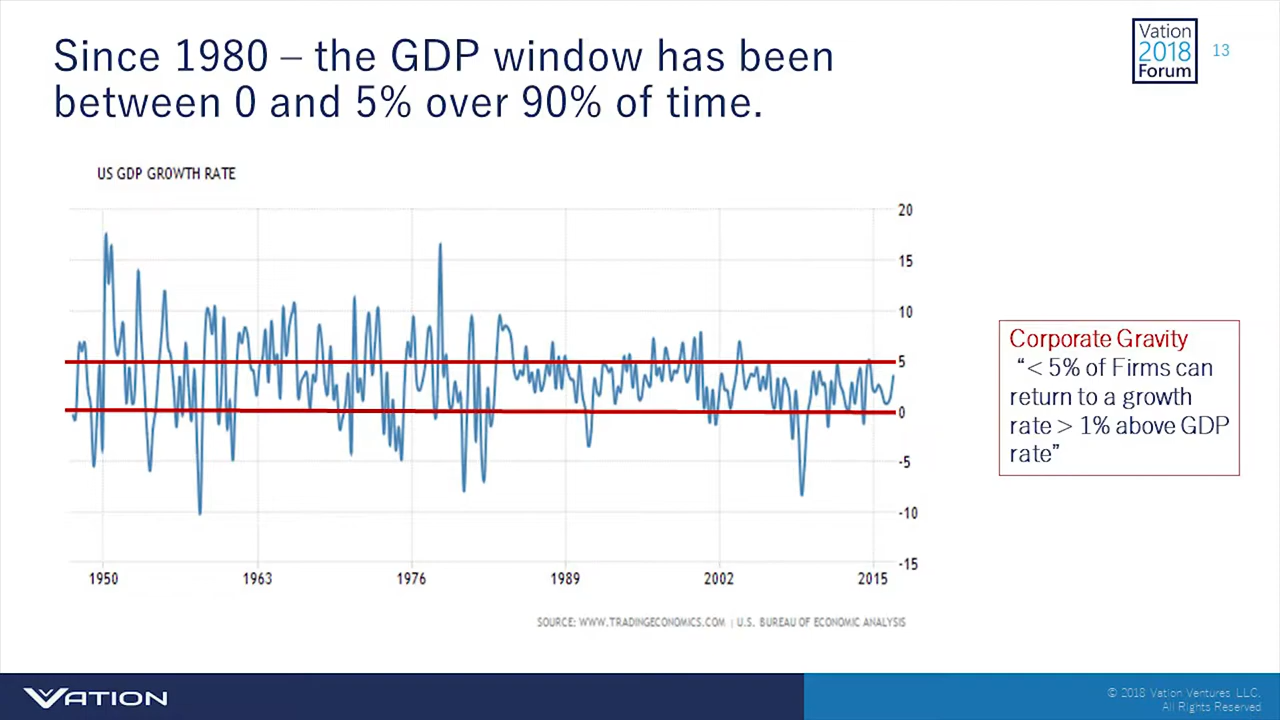 Since 1980 – the GDP window has been
between 0 and 5% over 90% of time.
Vation
2018
Forum
13
US GDP GROWTH RATE
20
15
10
5
0
-5
-10
-15
1950 1963 1976 1989 2002 2015
SOURCE: WWW.TRADINGECONOMICS.COM | U.S. BUREAU OF ECONOMIC ANALYSIS
Corporate Gravity
“< 5% of Firms can
return to a growth
rate > 1% above GDP
rate”
VATION
© 2018 Vation Ventures LLC.
All Rights Reserved